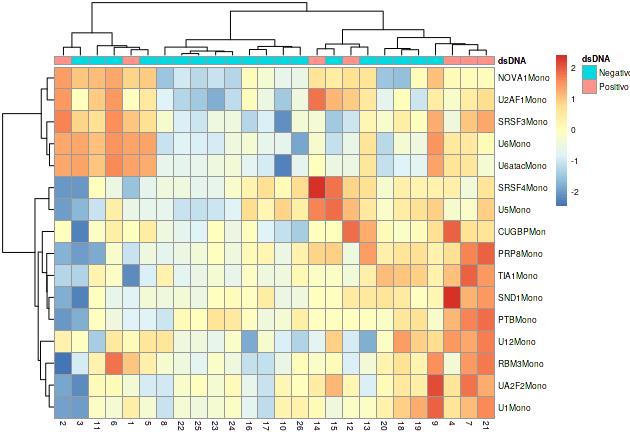 dsDNA
dsDNA
Negativo
Positivo
2
1
0
-1
-2
NOVA1Mono
U2AF1Mono
SRSF3Mono
U6Mono
U6atacMono
SRSF4Mono
U5Mono
CUGBPMon
PRP8Mono
TIA1Mono
SND1Mono
PTBMono
U12Mono
RBM3Mono
UA2F2Mono
U1Mono
2 3 11 6 1 5 8 22 25 23 24 16 17 10 26 14 15 12 13 20 18 19 9 4 7 21